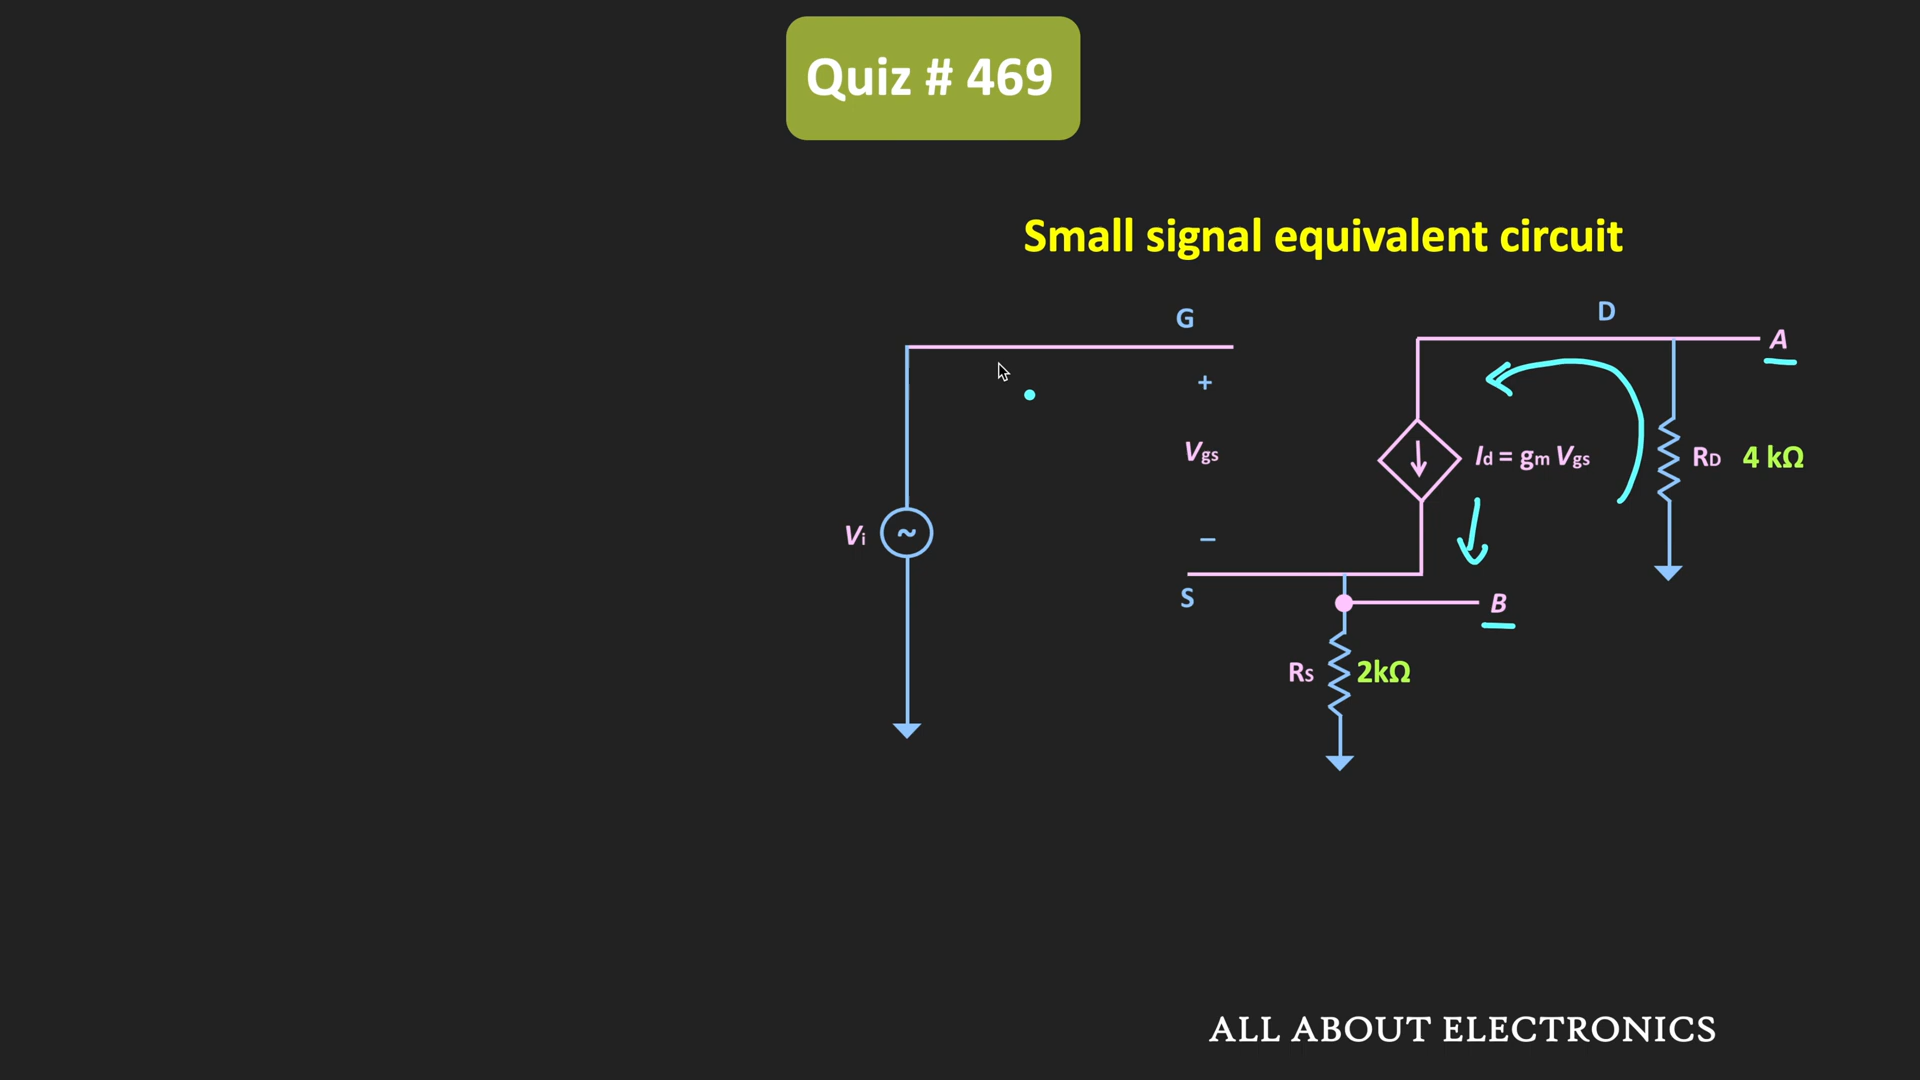 Quiz # 469
Small signal equivalent circuit
G
D
A
+
Vgs
Id = gm Vgs
RD 4 kΩ
Vi
~
–
S
B
Rs 2kΩ
ALL ABOUT ELECTRONICS